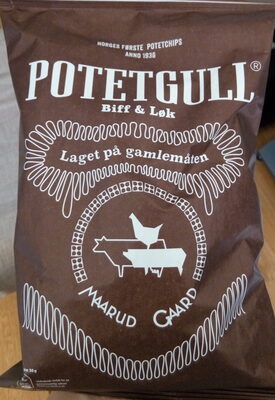 NORGES FØRSTE POTETCHIPS
ANNO 1936
POTETGULL®
Biff & Løk
Laget på gamlemåten
MAARUD GAARD